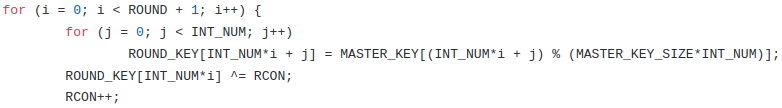 for (i = 0; i < ROUND + 1; i++) {
for (j = 0; j < INT_NUM; j++)
ROUND_KEY[INT_NUM*i + j] = MASTER_KEY[(INT_NUM*i + j) % (MASTER_KEY_SIZE*INT_NUM)];
ROUND_KEY[INT_NUM*i] ^= RCON;
RCON++;